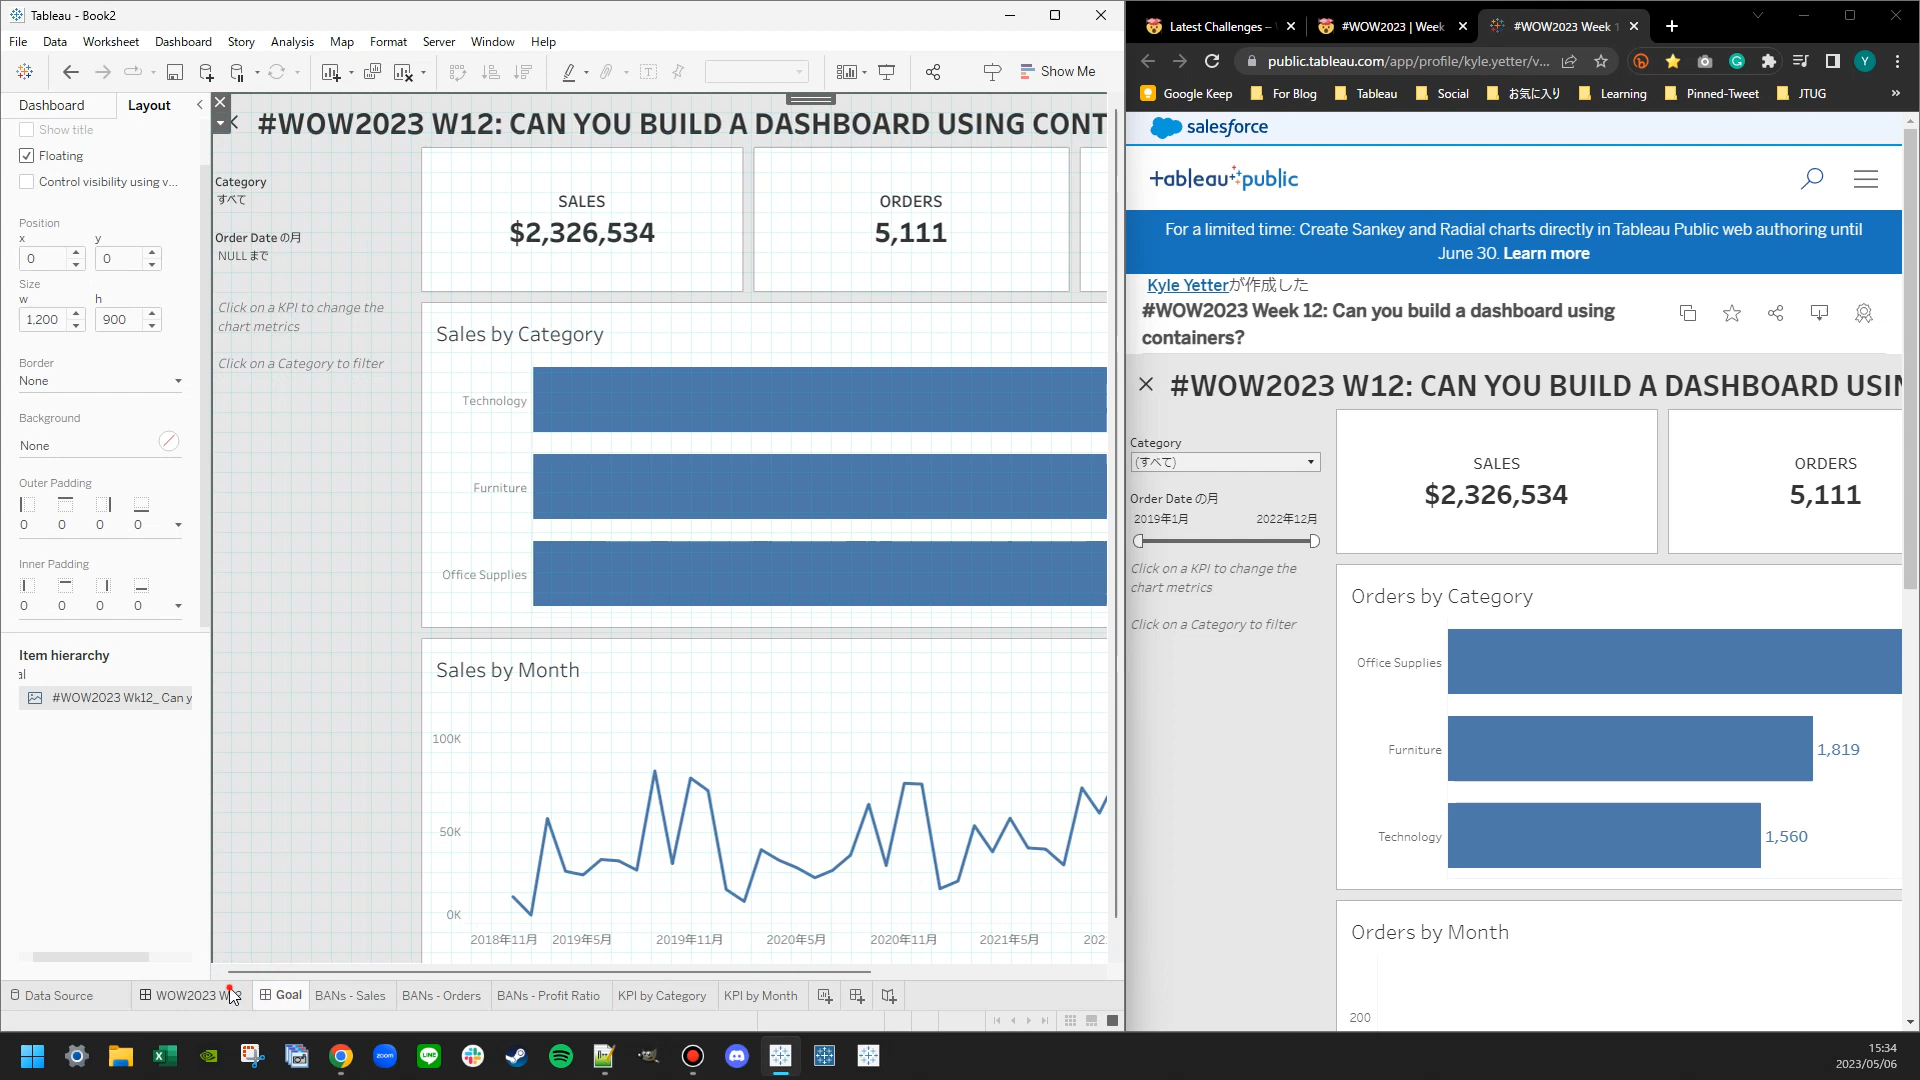 Tableau - Book2
File Data Worksheet Dashboard Story Analysis Map Format Server Window Help
Show Me
Dashboard Layout
Show title
Floating
Control visibility using v...
Position
x y
0 0
Size
w h
1,200 900
Border
None
Background
None
Outer Padding
0 0 0 0
Inner Padding
0 0 0 0
Item hierarchy
#WOW2023 Wk12_ Can y
#WOW2023 W12: CAN YOU BUILD A DASHBOARD USING CONT
Category
すべて
Order Date の月
NULL まで
Click on a KPI to change the
chart metrics
Click on a Category to filter
SALES
$2,326,534
ORDERS
5,111
Sales by Category
Technology
Furniture
Office Supplies
Sales by Month
100K
50K
0K
2018年11月 2019年5月 2019年11月 2020年5月 2020年11月 2021年5月 202
Data Source WOW2023 W Goal BANs - Sales BANs - Orders BANs - Profit Ratio KPI by Category KPI by Month
Latest Challenges – #WOW2023 | Week #WOW2023 Week 1
public.tableau.com/app/profile/kyle.yetter/v...
Y
Google Keep For Blog Tableau Social お気に入り Learning Pinned-Tweet JTUG »
salesforce
tableau public
For a limited time: Create Sankey and Radial charts directly in Tableau Public web authoring until
June 30. Learn more
Kyle Yetterが作成した
#WOW2023 Week 12: Can you build a dashboard using
containers?
#WOW2023 W12: CAN YOU BUILD A DASHBOARD USIN
Category
(すべて)
Order Date の月
2019年1月 2022年12月
Click on a KPI to change the
chart metrics
Click on a Category to filter
SALES
$2,326,534
ORDERS
5,111
Orders by Category
Office Supplies
Furniture
1,819
Technology
1,560
Orders by Month
200
zoom
LINE
15:34
2023/05/06